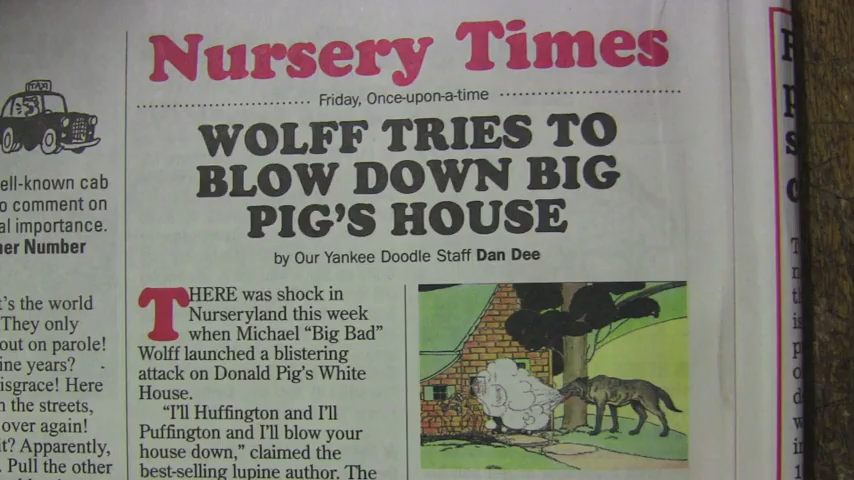 TAXI
ell-known cab
o comment on
al importance.
er Number
t's the world
They only
out on parole!
ine years?
isgrace! Here
n the streets,
over again!
it? Apparently,
. Pull the other
Nursery Times
Friday, Once-upon-a-time
WOLFF TRIES TO
BLOW DOWN BIG
PIG'S HOUSE
by Our Yankee Doodle Staff Dan Dee
THERE was shock in
Nurseryland this week
when Michael "Big Bad"
Wolff launched a blistering
attack on Donald Pig's White
House.
"I'll Huffington and I'll
Puffington and I'll blow your
house down," claimed the
best-selling lupine author. The